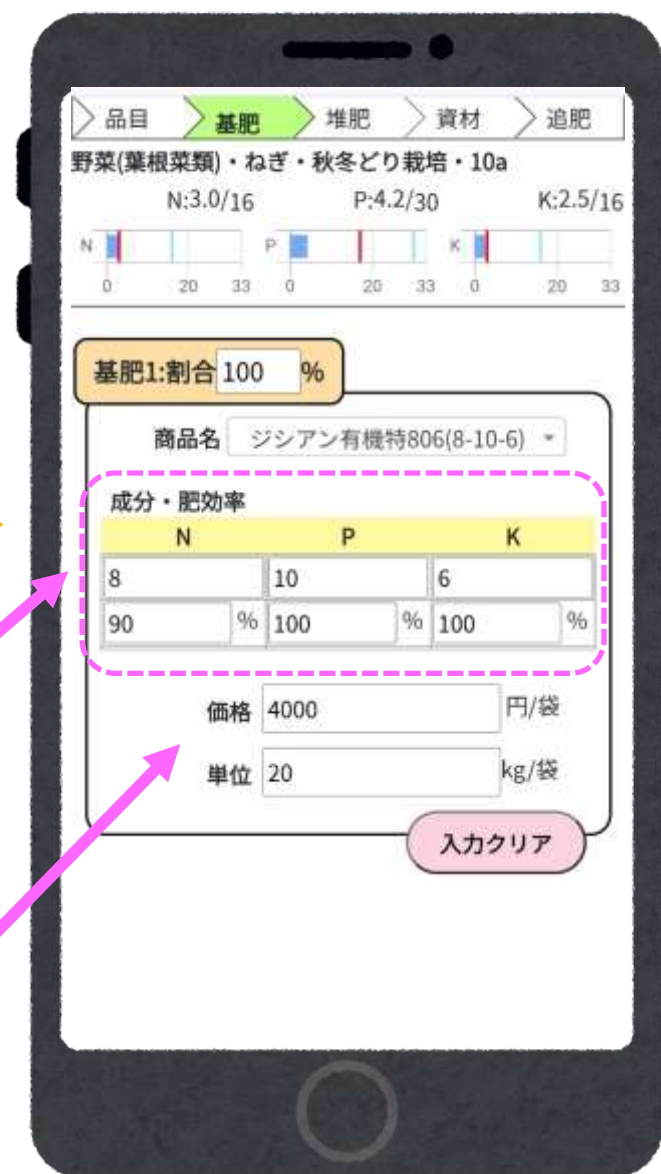 品目 基肥 堆肥 資材 追肥
野菜(葉根菜類)・ねぎ・秋冬どり栽培・10a
N:3.0/16 P:4.2/30 K:2.5/16
N P K
0 20 33 0 20 33 0 20 33
基肥1:割合 100 %
商品名 ジシアン有機特806(8-10-6)
成分・肥効率
N P K
8 10 6
90 % 100 % 100 %
価格 4000 円/袋
単位 20 kg/袋
入力クリア